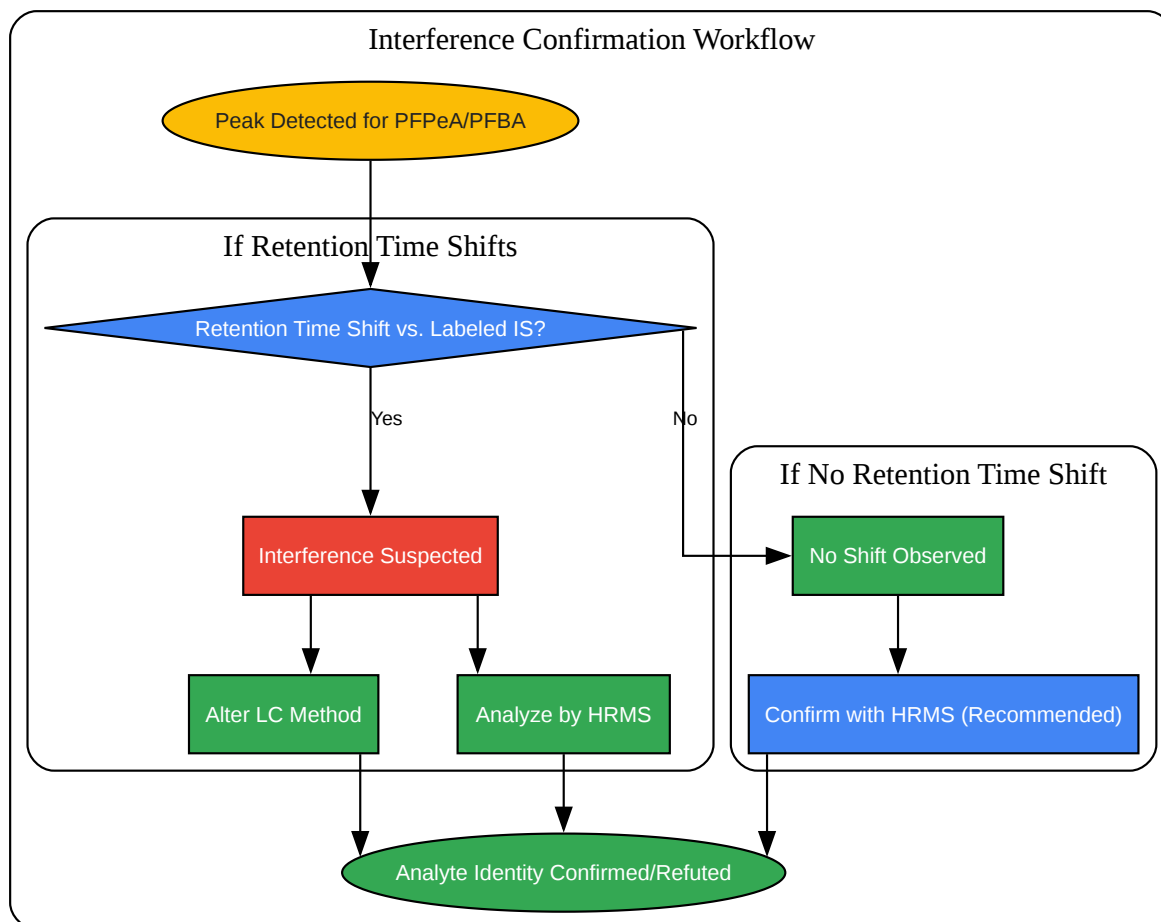 Interference Confirmation Workflow
Peak Detected for PFPeA/PFBA
If Retention Time Shifts
Retention Time Shift vs. Labeled IS?
Yes
No
If No Retention Time Shift
Interference Suspected
No Shift Observed
Alter LC Method
Analyze by HRMS
Confirm with HRMS (Recommended)
Analyte Identity Confirmed/Refuted